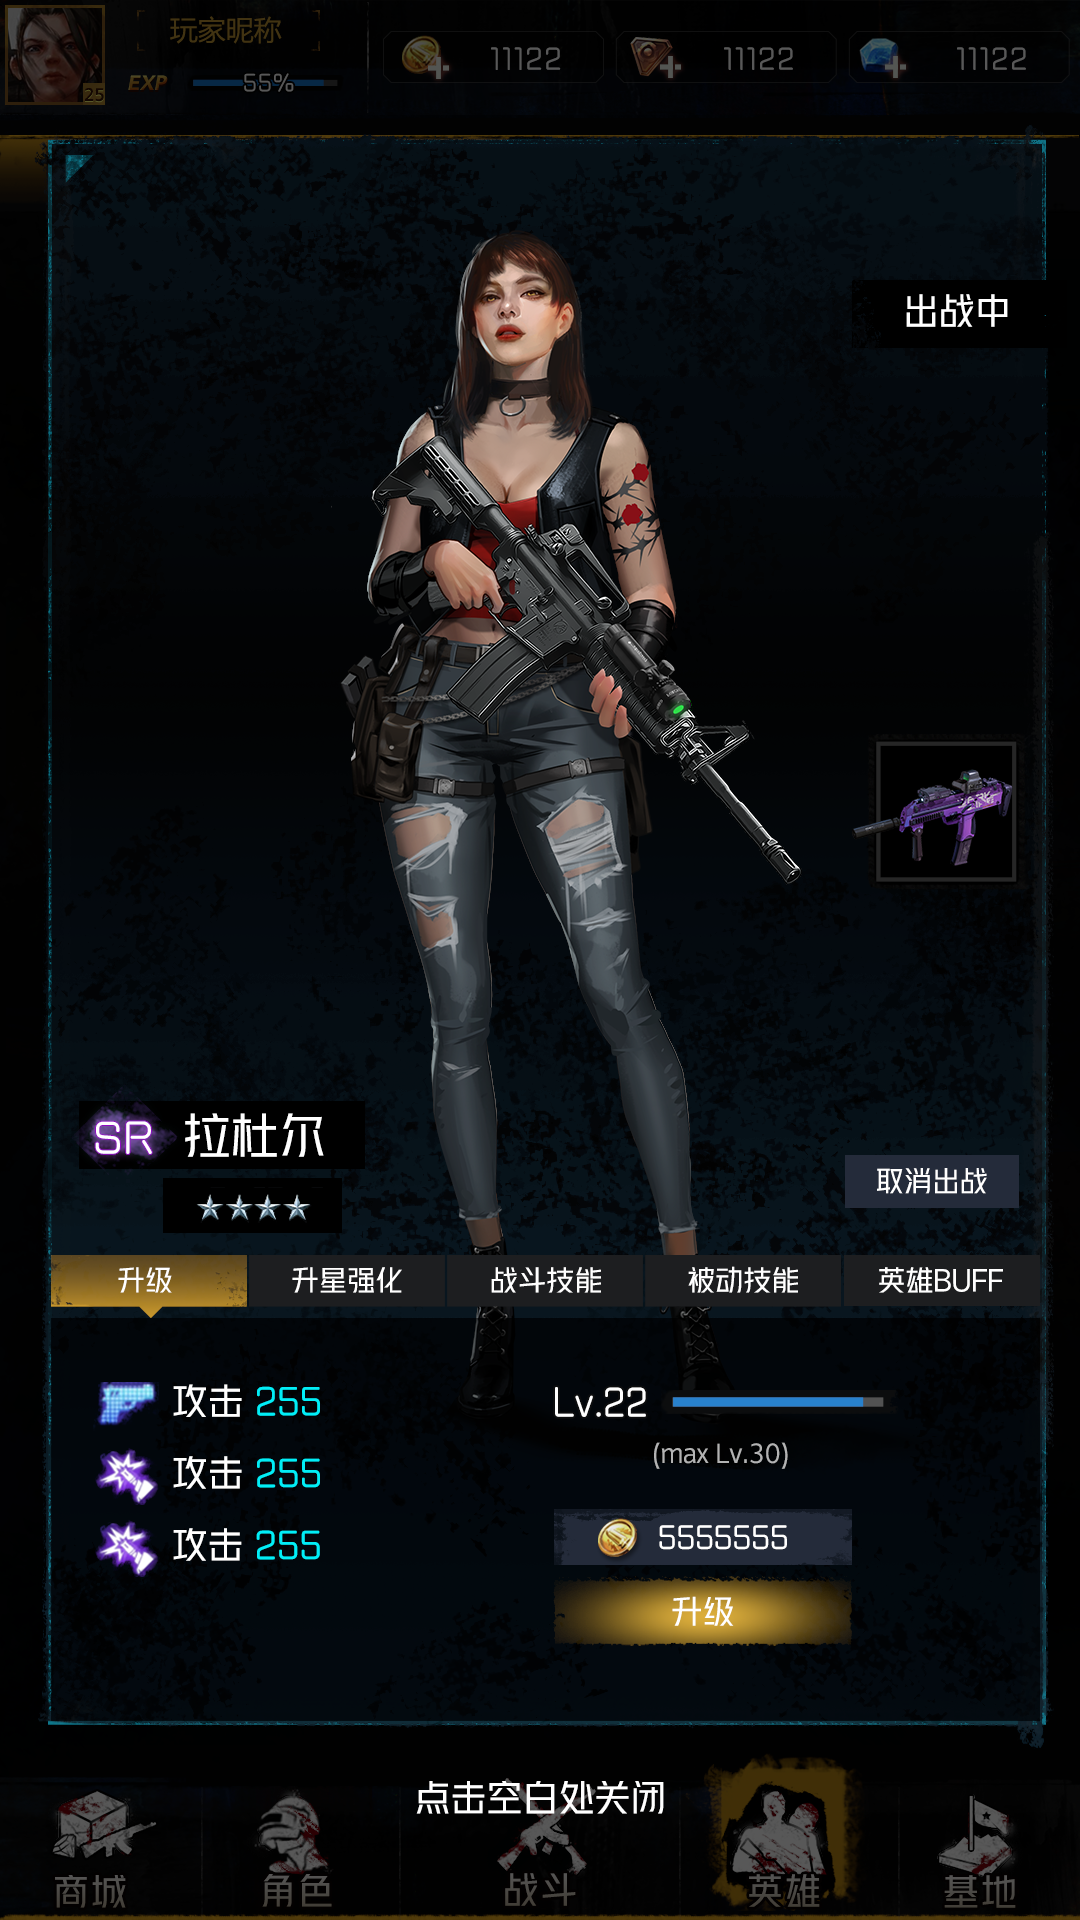 玩家昵称
EXP 55%
25
11122 11122 11122
出战中
SR 拉杜尔
取消出战
升级 升星强化 战斗技能 被动技能 英雄BUFF
攻击 255
攻击 255
攻击 255
Lv.22
(max Lv.30)
5555555
升级
点击空白处关闭
商城 角色 战斗 英雄 基地